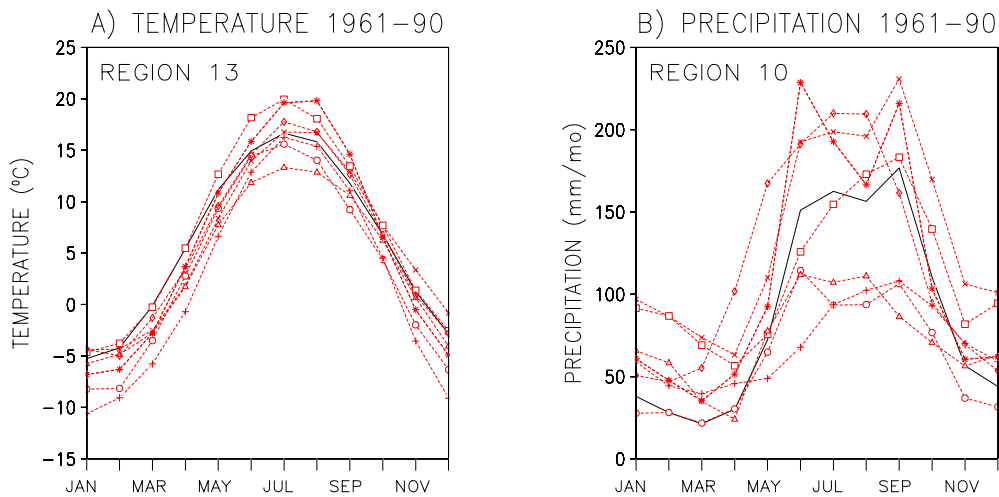 A) TEMPERATURE 1961-90
REGION 13
TEMPERATURE (ºC)
25
20
15
10
5
0
-5
-10
-15
JAN MAR MAY JUL SEP NOV
B) PRECIPITATION 1961-90
REGION 10
PRECIPITATION (mm/mo)
250
200
150
100
50
0
JAN MAR MAY JUL SEP NOV